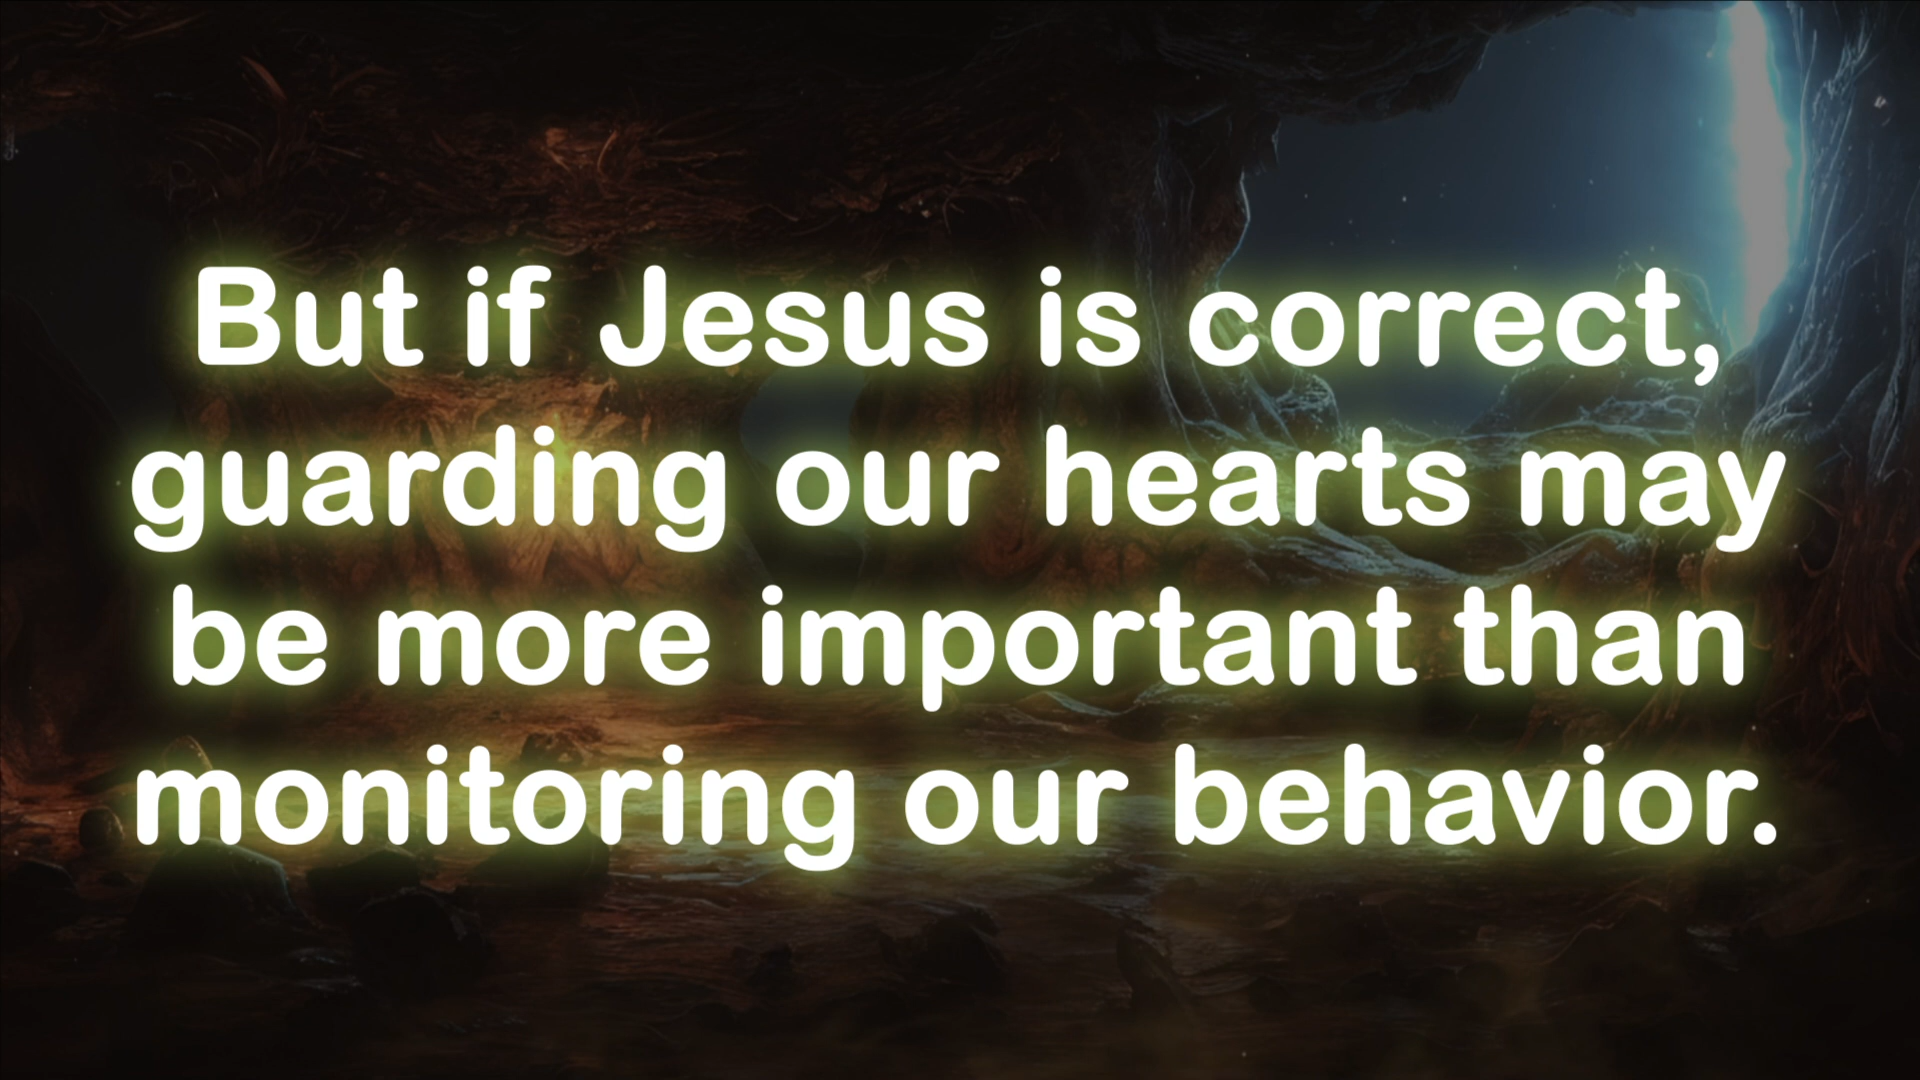 But if Jesus is correct,
guarding our hearts may
be more important than
monitoring our behavior.